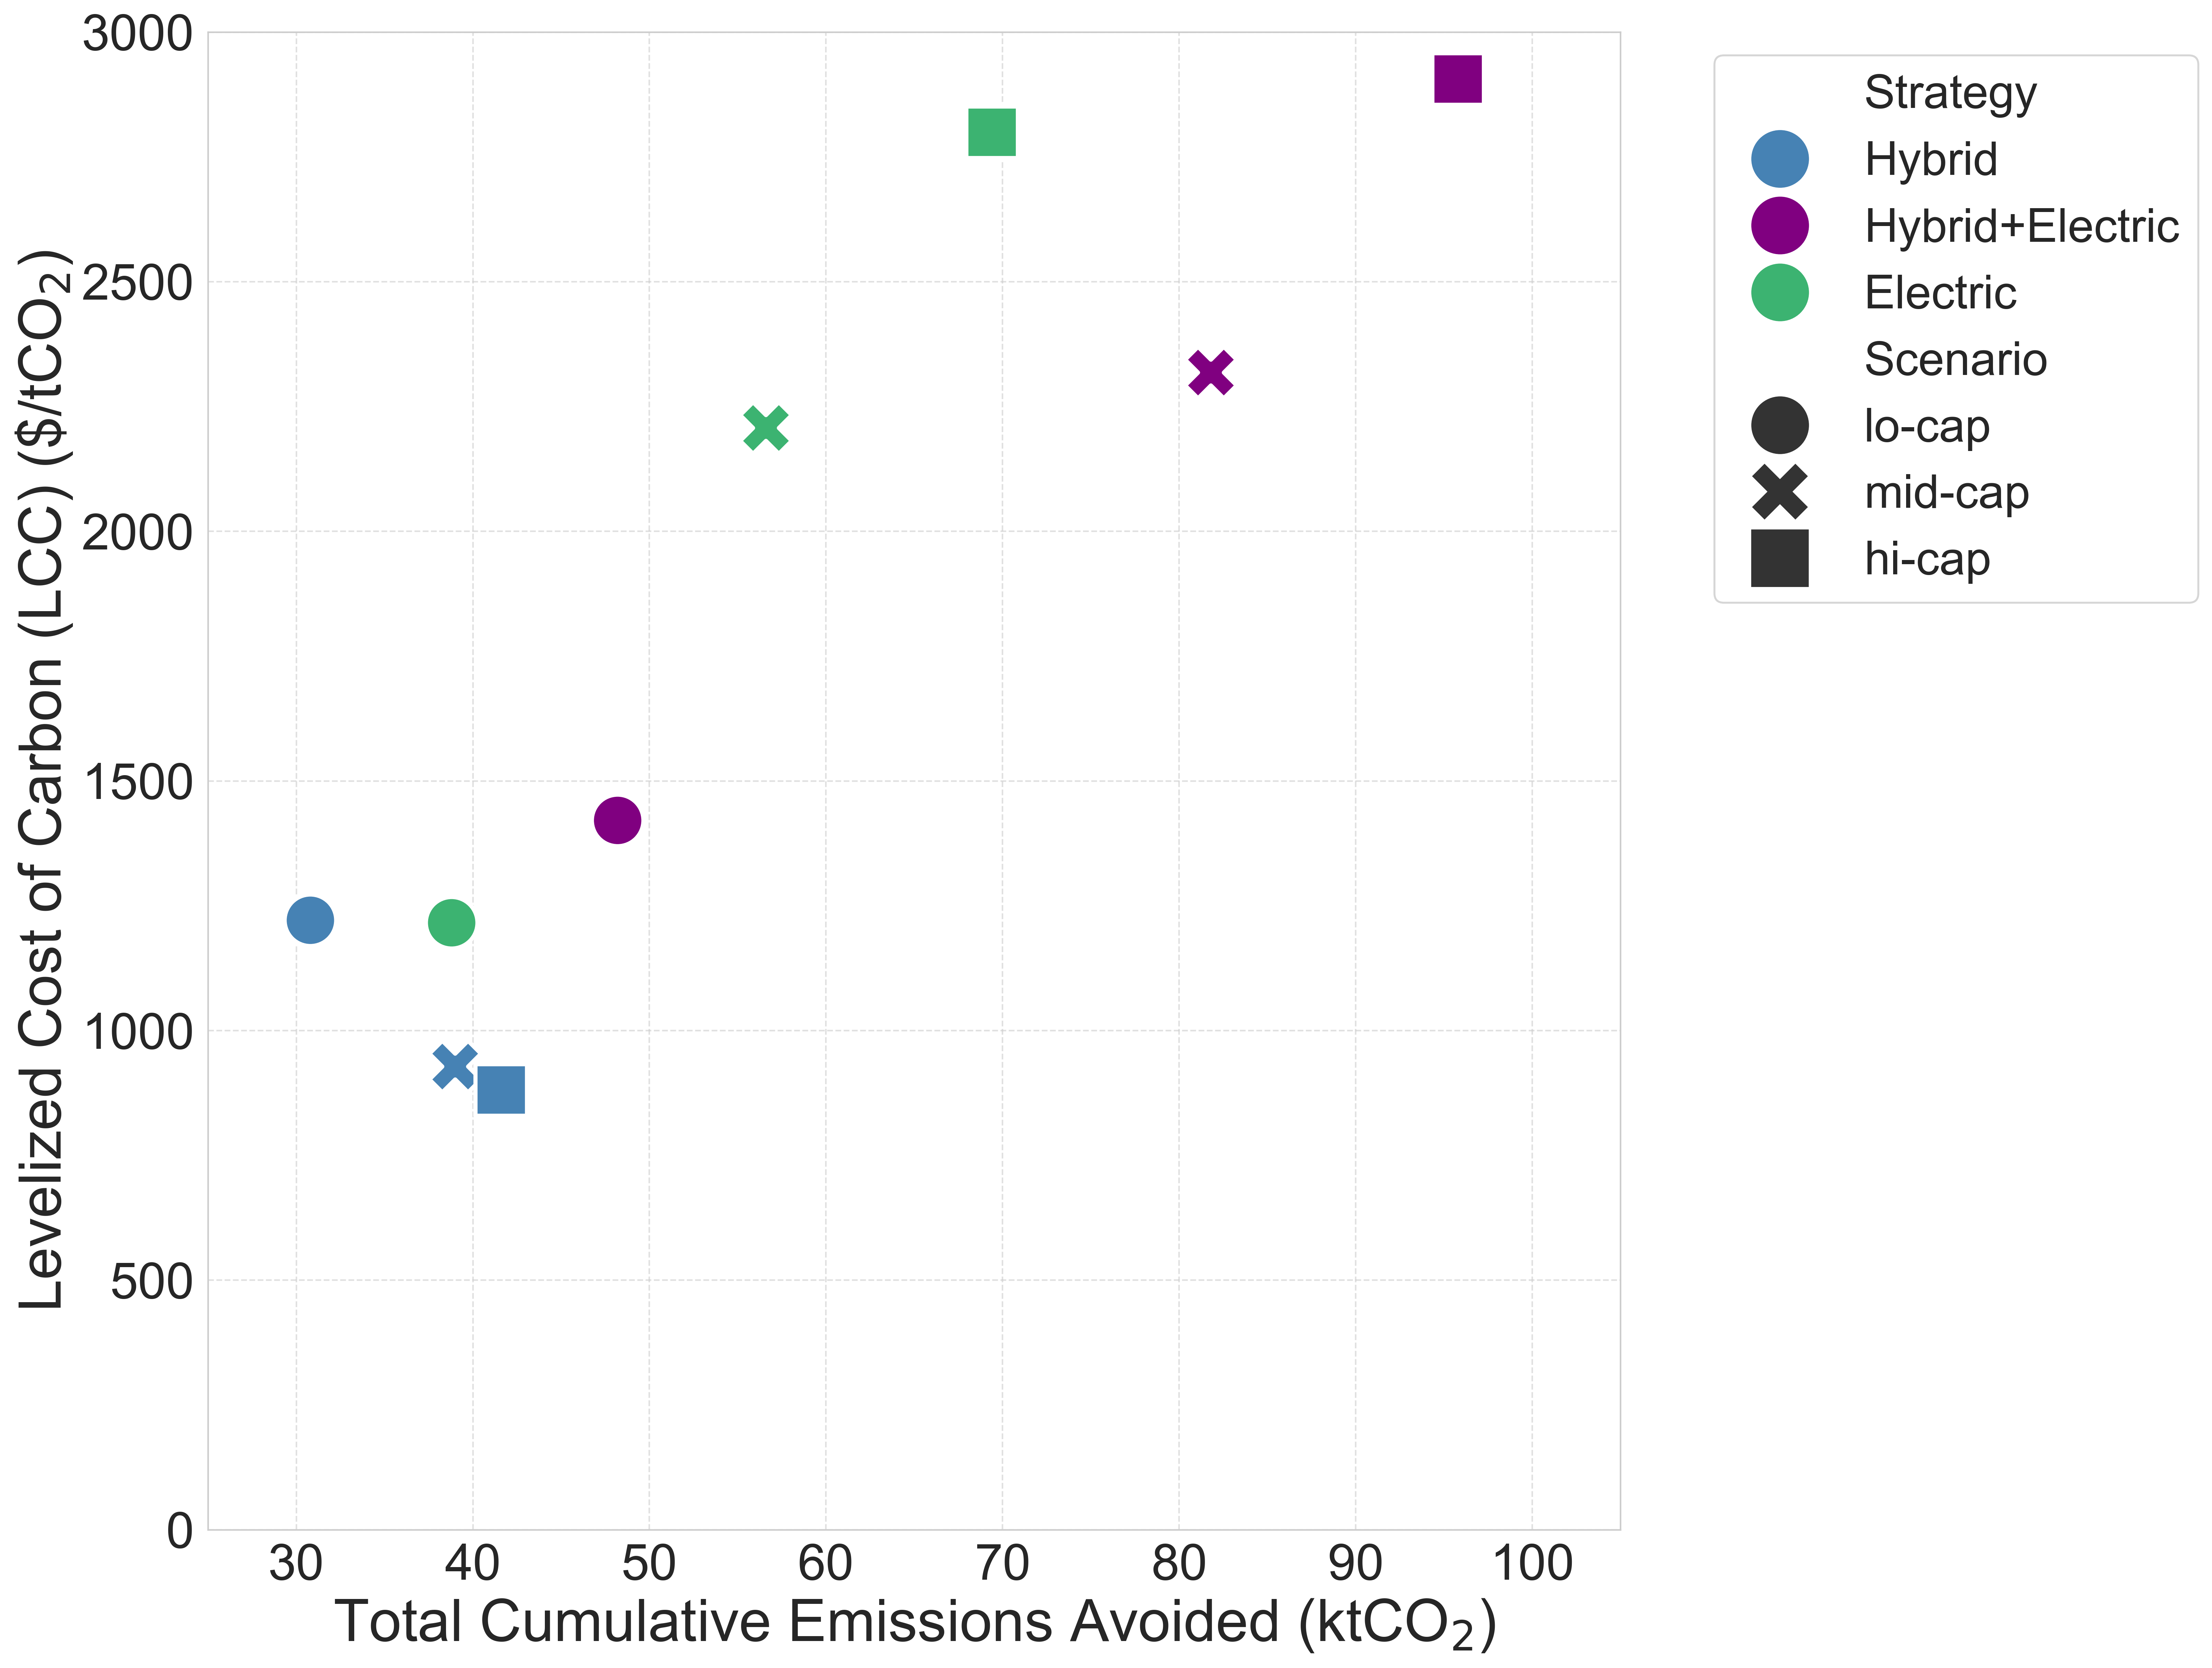 3000
2500
2000
1500
1000
500
0
Levelized Cost of Carbon (LCC) ($/tCO₂)
30 40 50 60 70 80 90 100
Total Cumulative Emissions Avoided (ktCO₂)
Strategy
Hybrid
Hybrid+Electric
Electric
Scenario
lo-cap
mid-cap
hi-cap